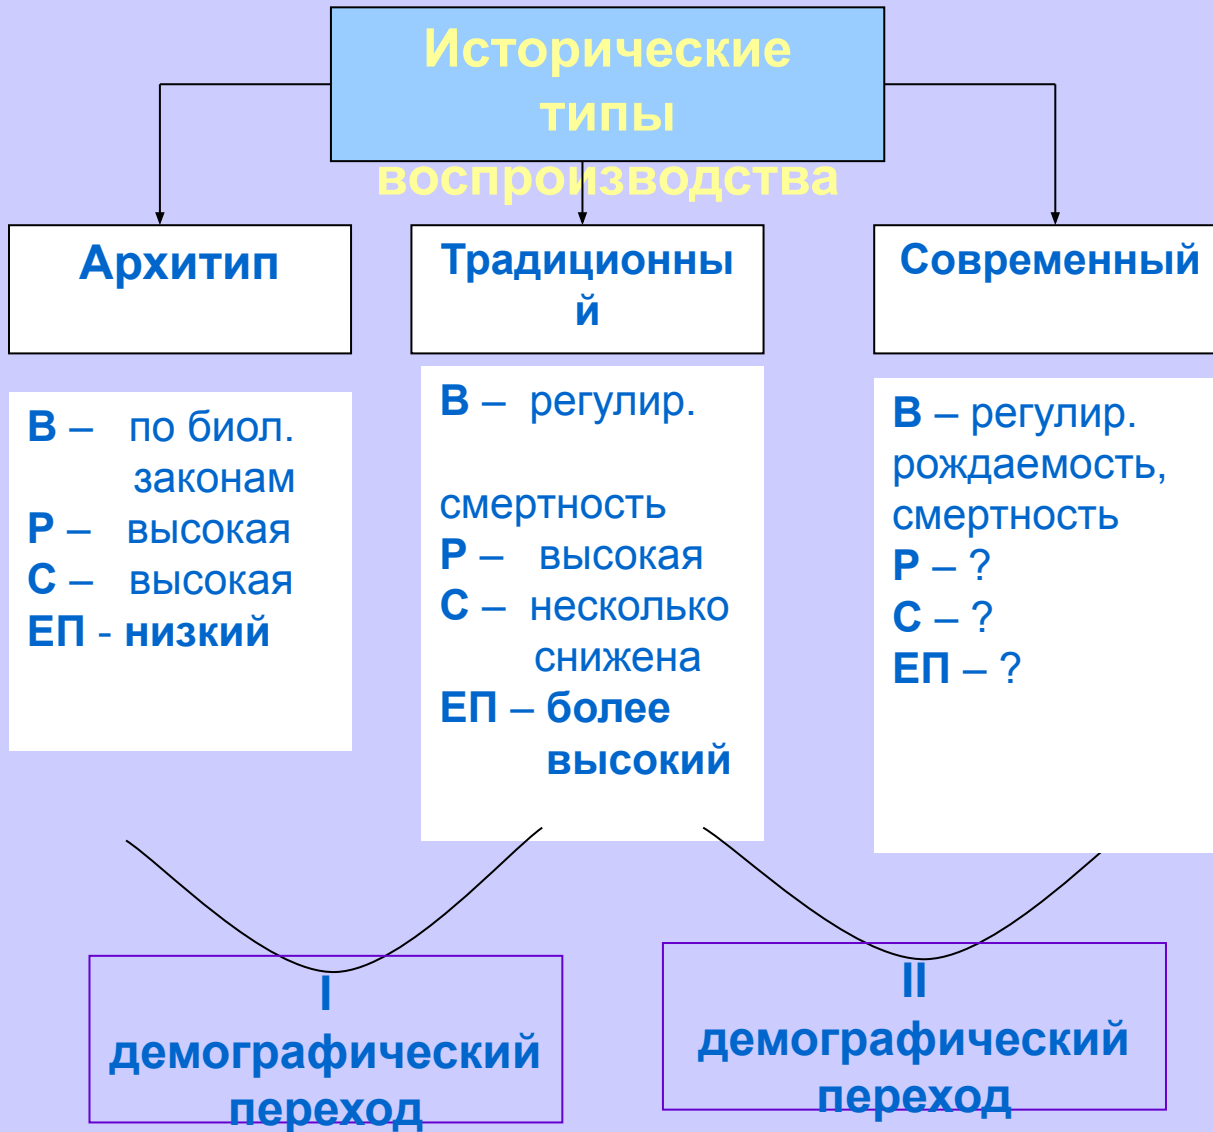 Исторические
типы
воспроизводства
Архитип
Традиционны
й
Современный
В – по биол.
законам
Р – высокая
С – высокая
ЕП - низкий
В – регулир.
смертность
Р – высокая
С – несколько
снижена
ЕП – более
высокий
В – регулир.
рождаемость,
смертность
Р – ?
С – ?
ЕП – ?
I
демографический
переход
II
демографический
переход